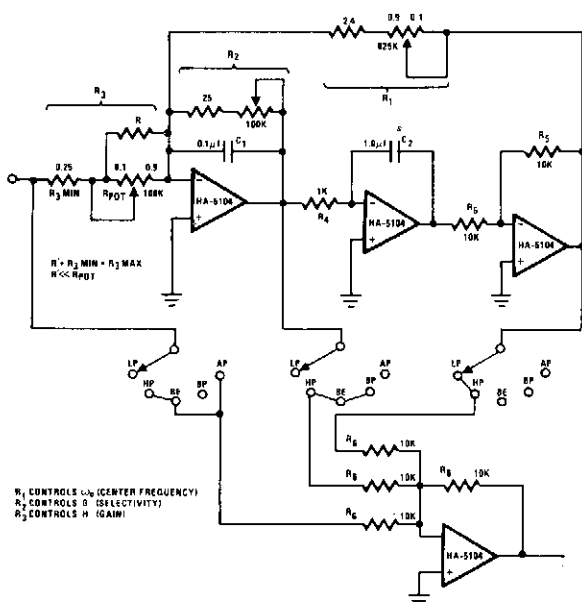 2.4 0.9 0.1
825K
R1
R2
R3
R
25
100K
0.1μf C1
0.25
R3 MIN
0.1 0.9
RPOT 100K
HA-5104
1K
R4
1.0μf C2
HA-5104
R5
10K
R6
10K
HA-5104
R' + R3 MIN = R3 MAX
R' << RPOT
LP
HP
BE
BP
AP
LP
HP
BE
BP
AP
LP
HP
BE
BP
AP
R6 10K
R6 10K
R6 10K
R6 10K
HA-5104
R1 CONTROLS ω0 (CENTER FREQUENCY)
R2 CONTROLS (SELECTIVITY)
R3 CONTROLS H (GAIN)